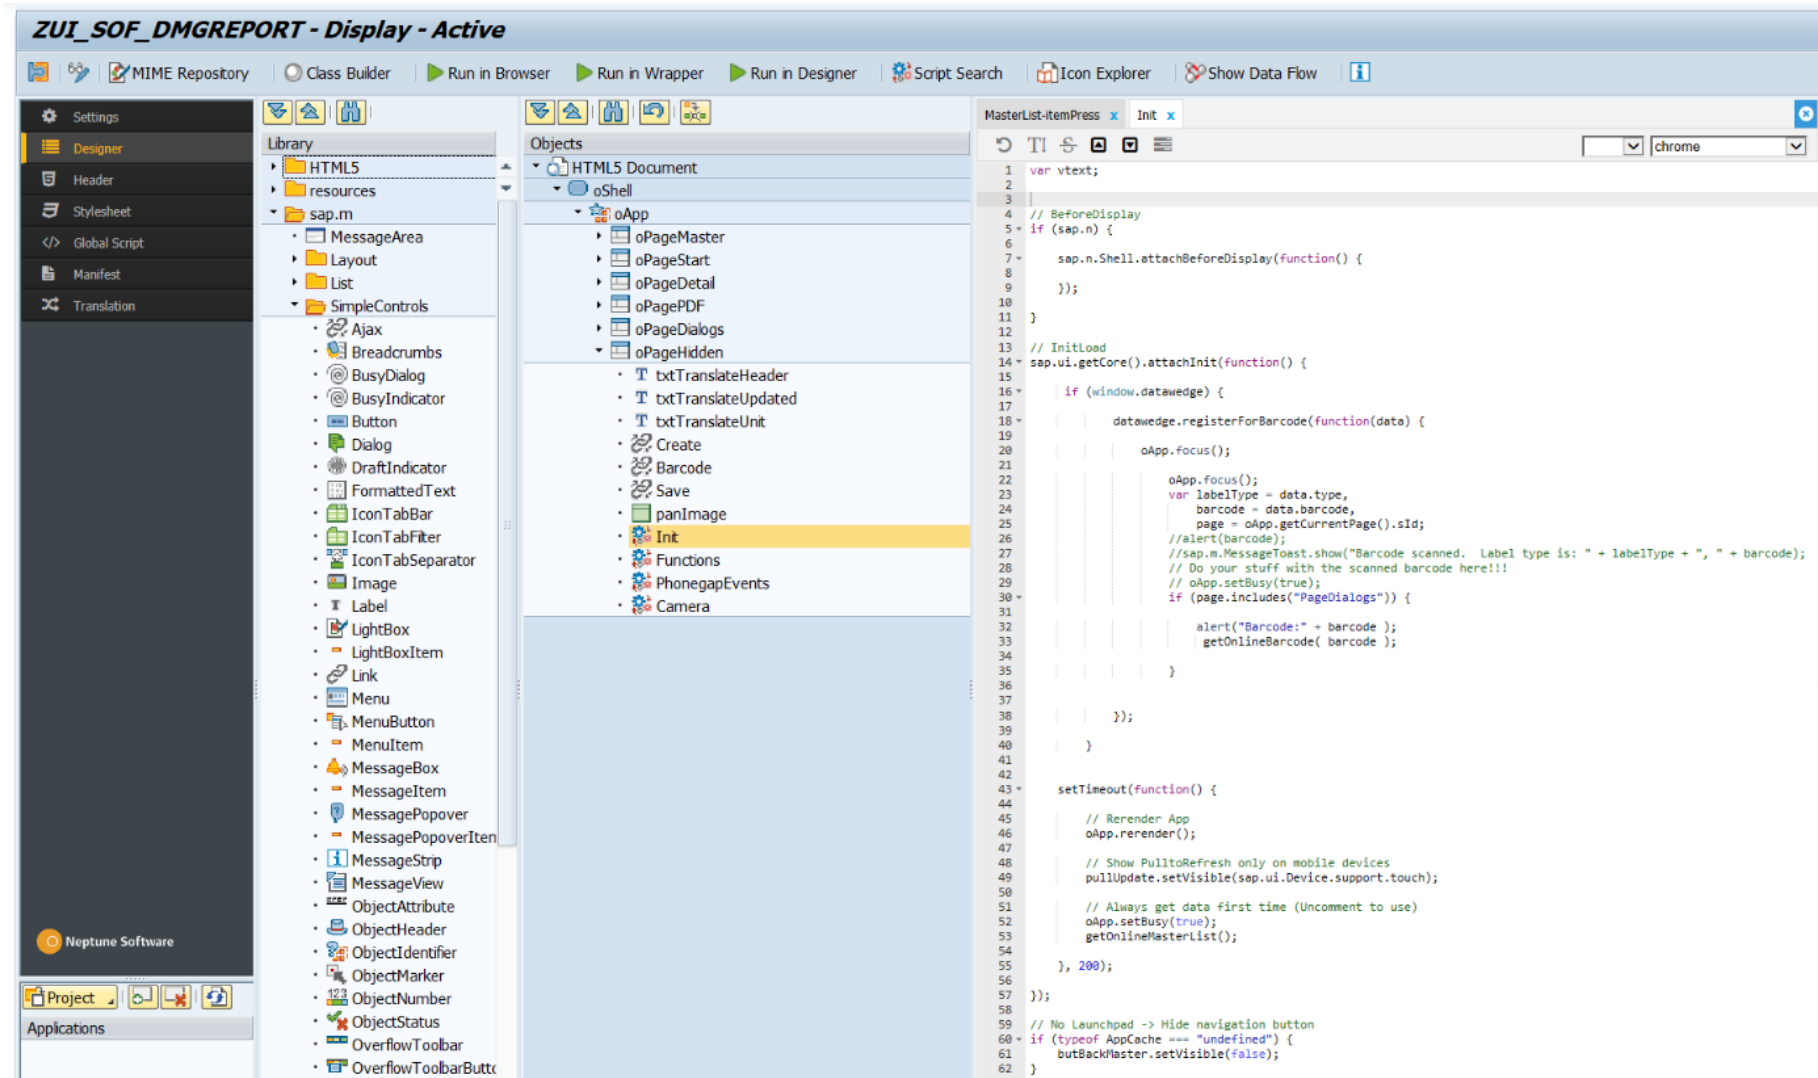 ZUI_SOF_DMGREPORT - Display - Active
MIME Repository
Class Builder
Run in Browser
Run in Wrapper
Run in Designer
Script Search
Icon Explorer
Show Data Flow
Settings
Designer
Header
Stylesheet
Global Script
Manifest
Translation
Neptune Software
Project
Applications
Library
HTML5
resources
sap.m
MessageArea
Layout
List
SimpleControls
Ajax
Breadcrumbs
BusyDialog
BusyIndicator
Button
Dialog
DraftIndicator
FormattedText
IconTabBar
IconTabFilter
IconTabSeparator
Image
Label
LightBox
LightBoxItem
Link
Menu
MenuButton
MenuItem
MessageBox
MessageItem
MessagePopover
MessagePopoverIten
MessageStrip
MessageView
ObjectAttribute
ObjectHeader
ObjectIdentifier
ObjectMarker
ObjectNumber
ObjectStatus
OverflowToolbar
OverflowToolbarButto
Objects
HTML5 Document
oShell
oApp
oPageMaster
oPageStart
oPageDetail
oPagePDF
oPageDialogs
oPageHidden
txtTranslateHeader
txtTranslateUpdated
txtTranslateUnit
Create
Barcode
Save
panImage
Init
Functions
PhonegapEvents
Camera
MasterList-itemPress x Init x
chrome
1 var vtext;
2
3
4 // BeforeDisplay
5 if (sap.n) {
6
7 sap.n.Shell.attachBeforeDisplay(function() {
8
9 });
10
11 }
12
13 // InitLoad
14 sap.ui.getCore().attachInit(function() {
15
16 if (window.datawedge) {
17
18 datawedge.registerForBarcode(function(data) {
19
20 oApp.focus();
21
22 oApp.focus();
23 var labelType = data.type,
24 barcode = data.barcode,
25 page = oApp.getCurrentPage().sId;
26 //alert(barcode);
27 //sap.m.MessageToast.show("Barcode scanned. Label type is: " + labelType + ", " + barcode);
28 // Do your stuff with the scanned barcode here!!!
29 // oApp.setBusy(true);
30 if (page.includes("PageDialogs")) {
31
32 alert("Barcode:" + barcode );
33 getOnlineBarcode( barcode );
34
35 }
36
37
38 });
39
40 }
41
42
43 setTimeout(function() {
44
45 // Rerender App
46 oApp.rerender();
47
48 // Show PulltoRefresh only on mobile devices
49 pullUpdate.setVisible(sap.ui.Device.support.touch);
50
51 // Always get data first time (Uncomment to use)
52 oApp.setBusy(true);
53 getOnlineMasterList();
54
55 }, 200);
56
57 });
58
59 // No Launchpad -> Hide navigation button
60 if (typeof AppCache === "undefined") {
61 butBackMaster.setVisible(false);
62 }